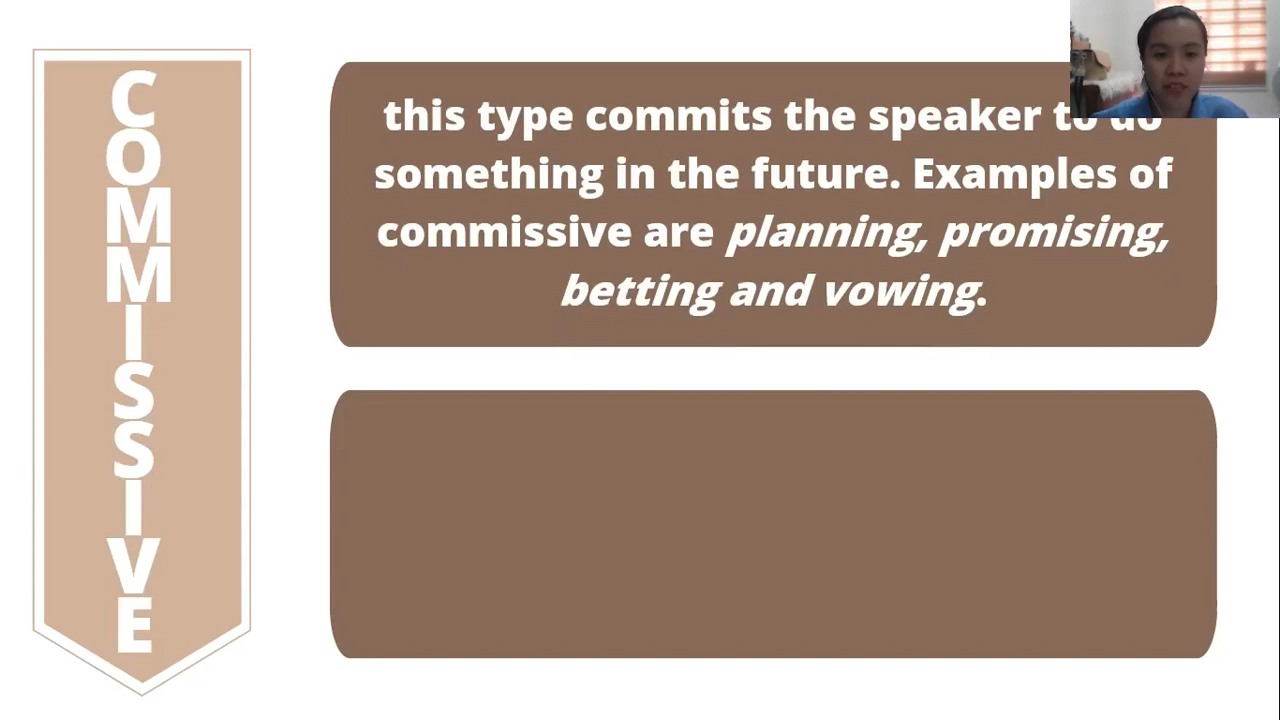 COMMISSIVE
this type commits the speaker to do
something in the future. Examples of
commissive are planning, promising,
betting and vowing.